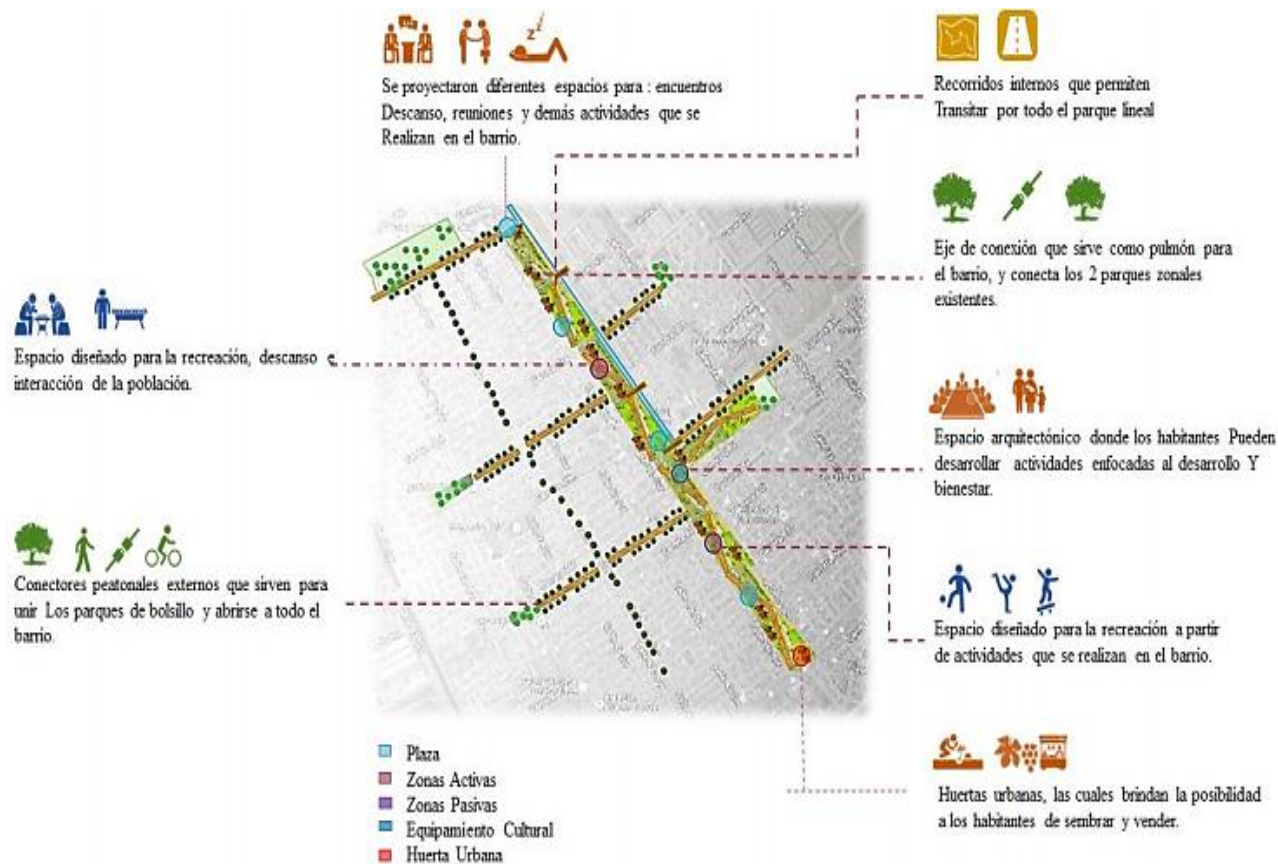 Se proyectaron diferentes espacios para : encuentros
Descanso, reuniones y demás actividades que se
Realizan en el barrio.
Recorridos internos que permiten
Transitar por todo el parque lineal
Eje de conexión que sirve como pulmón para
el barrio, y conecta los 2 parques zonales
existentes.
Espacio diseñado para la recreación, descanso e
interacción de la población.
Espacio arquitectónico donde los habitantes Pueden
desarrollar actividades enfocadas al desarrollo Y
bienestar.
Conectores peatonales externos que sirven para
unir Los parques de bolsillo y abrirse a todo el
barrio.
Espacio diseñado para la recreación a partir
de actividades que se realizan en el barrio.
Huertas urbanas, las cuales brindan la posibilidad
a los habitantes de sembrar y vender.
Plaza
Zonas Activas
Zonas Pasivas
Equipamiento Cultural
Huerta Urbana